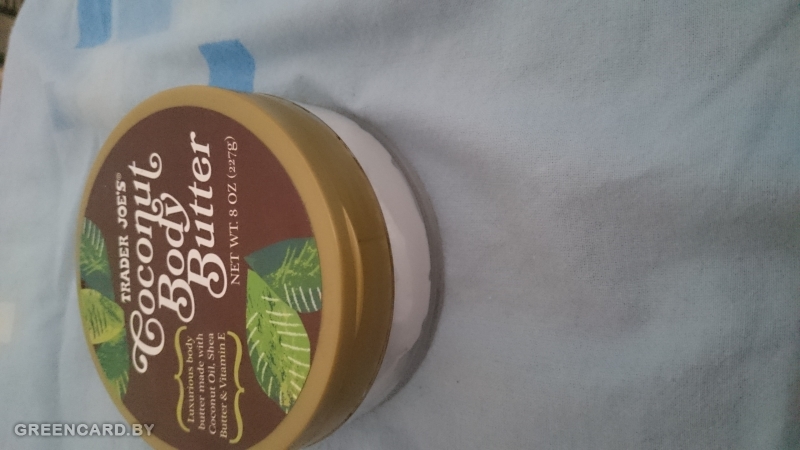 TRADER JOE'S®
Coconut
Body
Butter
NET WT. 8 OZ (227g)
Luxurious body
butter made with
Coconut Oil, Shea
Butter & Vitamin E
GREENCARD.BY